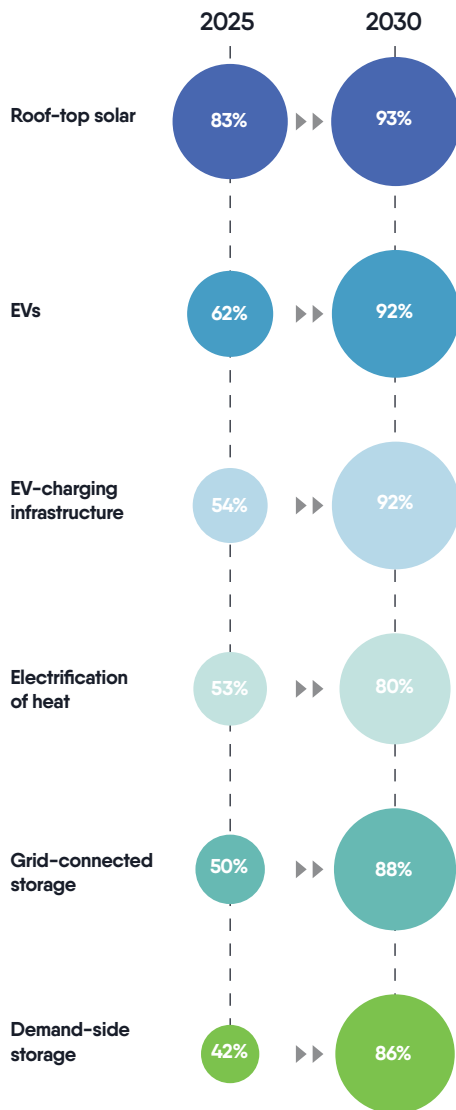 2025 2030
Roof-top solar 83% 93%
EVs 62% 92%
EV-charging
infrastructure 54% 92%
Electrification
of heat 53% 80%
Grid-connected
storage 50% 88%
Demand-side
storage 42% 86%